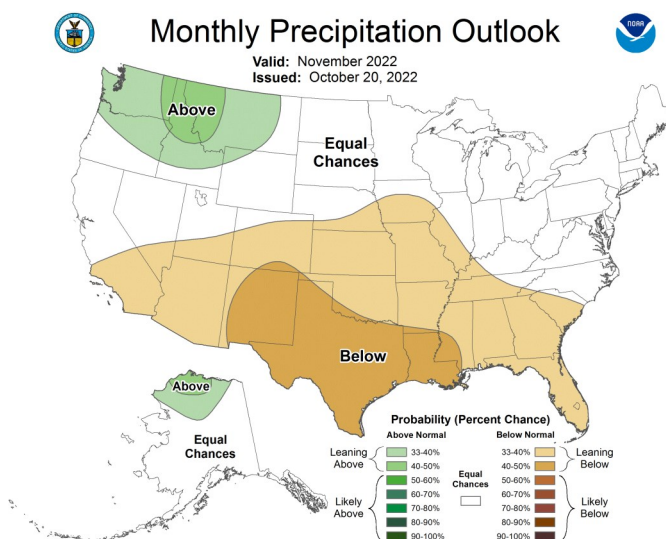 Monthly Precipitation Outlook
NOAA
Valid: November 2022
Issued: October 20, 2022
Above
Equal
Chances
Below
Above
Equal
Chances
Probability (Percent Chance)
Above Normal
Below Normal
Leaning
Above
33-40%
40-50%
Likely
Above
50-60%
60-70%
70-80%
80-90%
90-100%
Equal
Chances
33-40%
40-50%
Leaning
Below
50-60%
60-70%
70-80%
80-90%
90-100%
Likely
Below